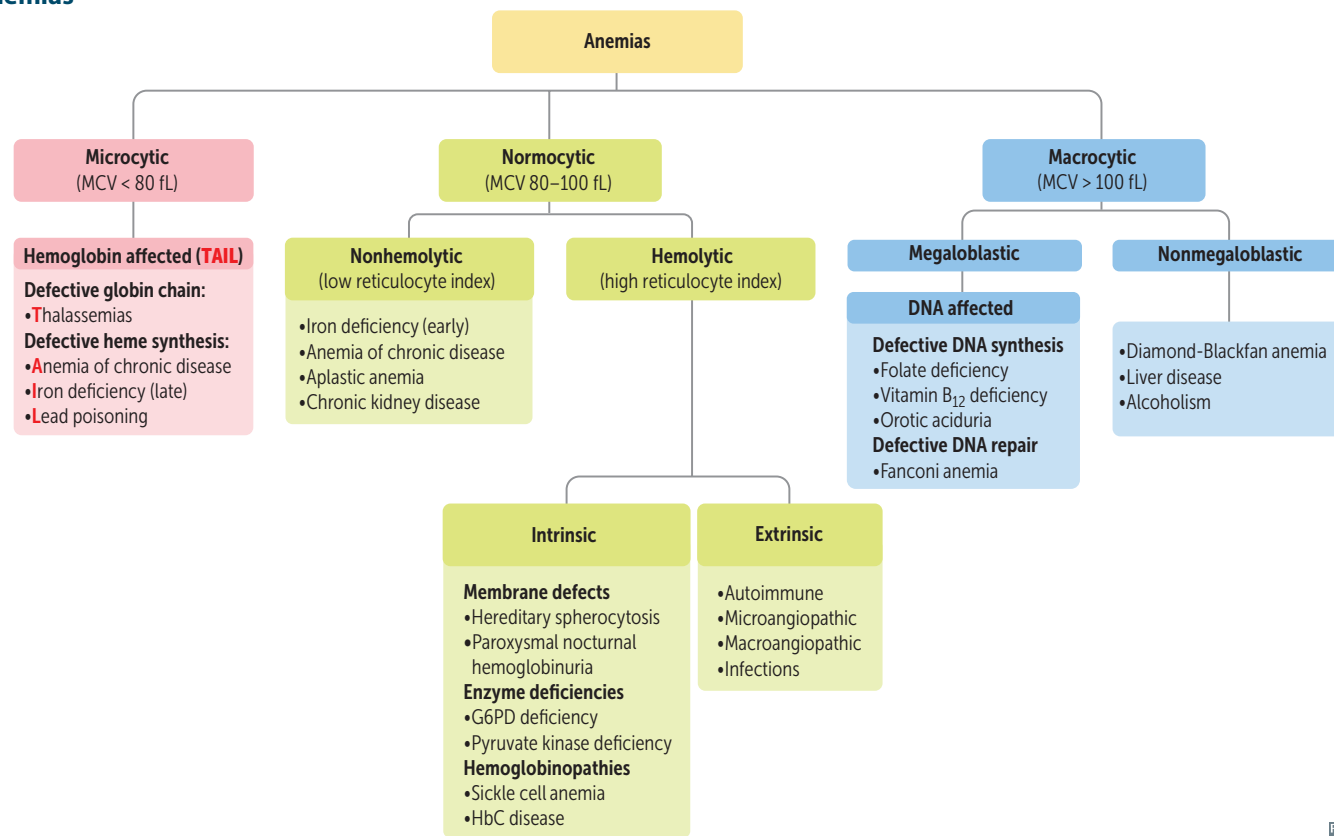 Anemias
Microcytic
(MCV < 80 fL)
Hemoglobin affected (TAIL)
Defective globin chain:
•Thalassemias
Defective heme synthesis:
•Anemia of chronic disease
•Iron deficiency (late)
•Lead poisoning
Normocytic
(MCV 80–100 fL)
Nonhemolytic
(low reticulocyte index)
•Iron deficiency (early)
•Anemia of chronic disease
•Aplastic anemia
•Chronic kidney disease
Hemolytic
(high reticulocyte index)
Intrinsic
Membrane defects
•Hereditary spherocytosis
•Paroxysmal nocturnal
hemoglobinuria
Enzyme deficiencies
•G6PD deficiency
•Pyruvate kinase deficiency
Hemoglobinopathies
•Sickle cell anemia
•HbC disease
Extrinsic
•Autoimmune
•Microangiopathic
•Macroangiopathic
•Infections
Macrocytic
(MCV > 100 fL)
Megaloblastic
DNA affected
Defective DNA synthesis
•Folate deficiency
•Vitamin B12 deficiency
•Orotic aciduria
Defective DNA repair
•Fanconi anemia
Nonmegaloblastic
•Diamond-Blackfan anemia
•Liver disease
•Alcoholism